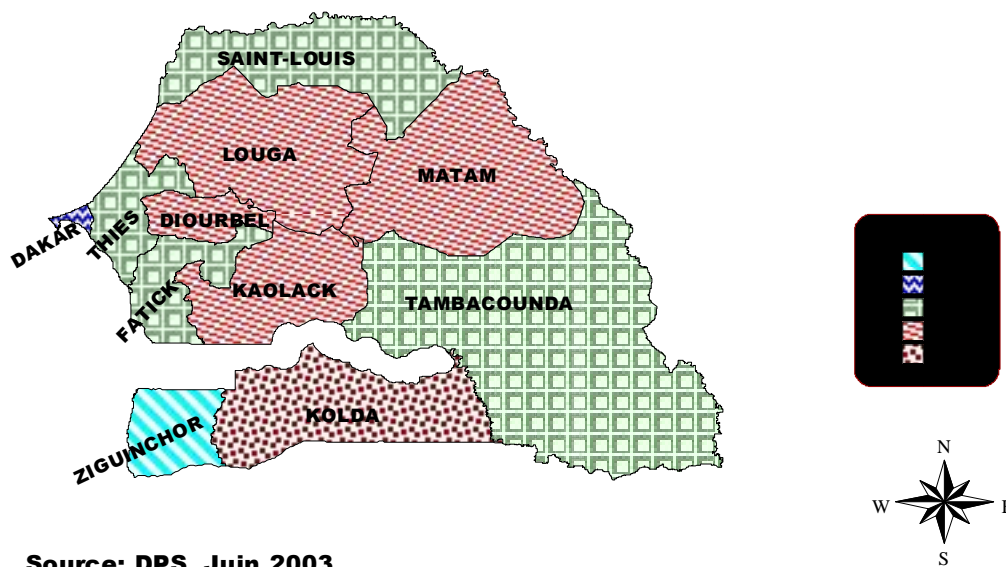 SAINT-LOUIS
LOUGA
MATAM
DIOURBEL
DAKAR
THIES
FATICK
KAOLACK
TAMBACOUNDA
KOLDA
ZIGUINCHOR
N
W
S
Source: DPS, Juin 2003